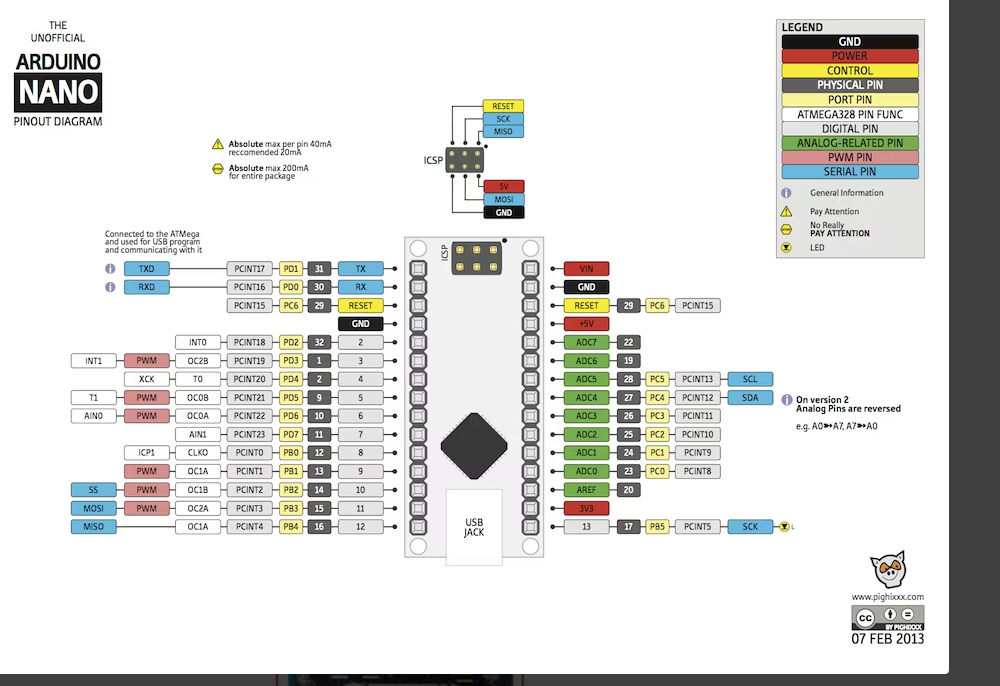 THE
UNOFFICIAL
ARDUINO
NANO
PINOUT DIAGRAM
Absolute max per pin 40mA
reccomended 20mA
Absolute max 200mA
for entire package
RESET
SCK
MISO
ICSP
5V
MOSI
GND
LEGEND
GND
POWER
CONTROL
PHYSICAL PIN
PORT PIN
ATMEGA328 PIN FUNC
DIGITAL PIN
ANALOG-RELATED PIN
PWM PIN
SERIAL PIN
General Information
Pay Attention
No Really
PAY ATTENTION
LED
Connected to the ATMega
and used for USB program
and communicating with it
TXD PCINT17 PD1 31 TX
RXD PCINT16 PD0 30 RX
PCINT15 PC6 29 RESET
GND
INT0 PCINT18 PD2 32 2
INT1 PWM OC2B PCINT19 PD3 1 3
XCK T0 PCINT20 PD4 2 4
T1 PWM OC0B PCINT21 PD5 9 5
AIN0 PWM OC0A PCINT22 PD6 10 6
AIN1 PCINT23 PD7 11 7
ICP1 CLKO PCINT0 PB0 12 8
PWM OC1A PCINT1 PB1 13 9
SS PWM OC1B PCINT2 PB2 14 10
MOSI PWM OC2A PCINT3 PB3 15 11
MISO OC1A PCINT4 PB4 16 12
ICSP
USB
JACK
VIN
GND
RESET 29 PC6 PCINT15
+5V
ADC7 22
ADC6 19
ADC5 28 PC5 PCINT13 SCL
ADC4 27 PC4 PCINT12 SDA
ADC3 26 PC3 PCINT11
ADC2 25 PC2 PCINT10
ADC1 24 PC1 PCINT9
ADC0 23 PC0 PCINT8
AREF 20
3V3
13 17 PB5 PCINT5 SCK L
On version 2
Analog Pins are reversed
e.g. A0➳A7, A7➳A0
www.pighixxx.com
cc
BY PIGHIXXX
07 FEB 2013